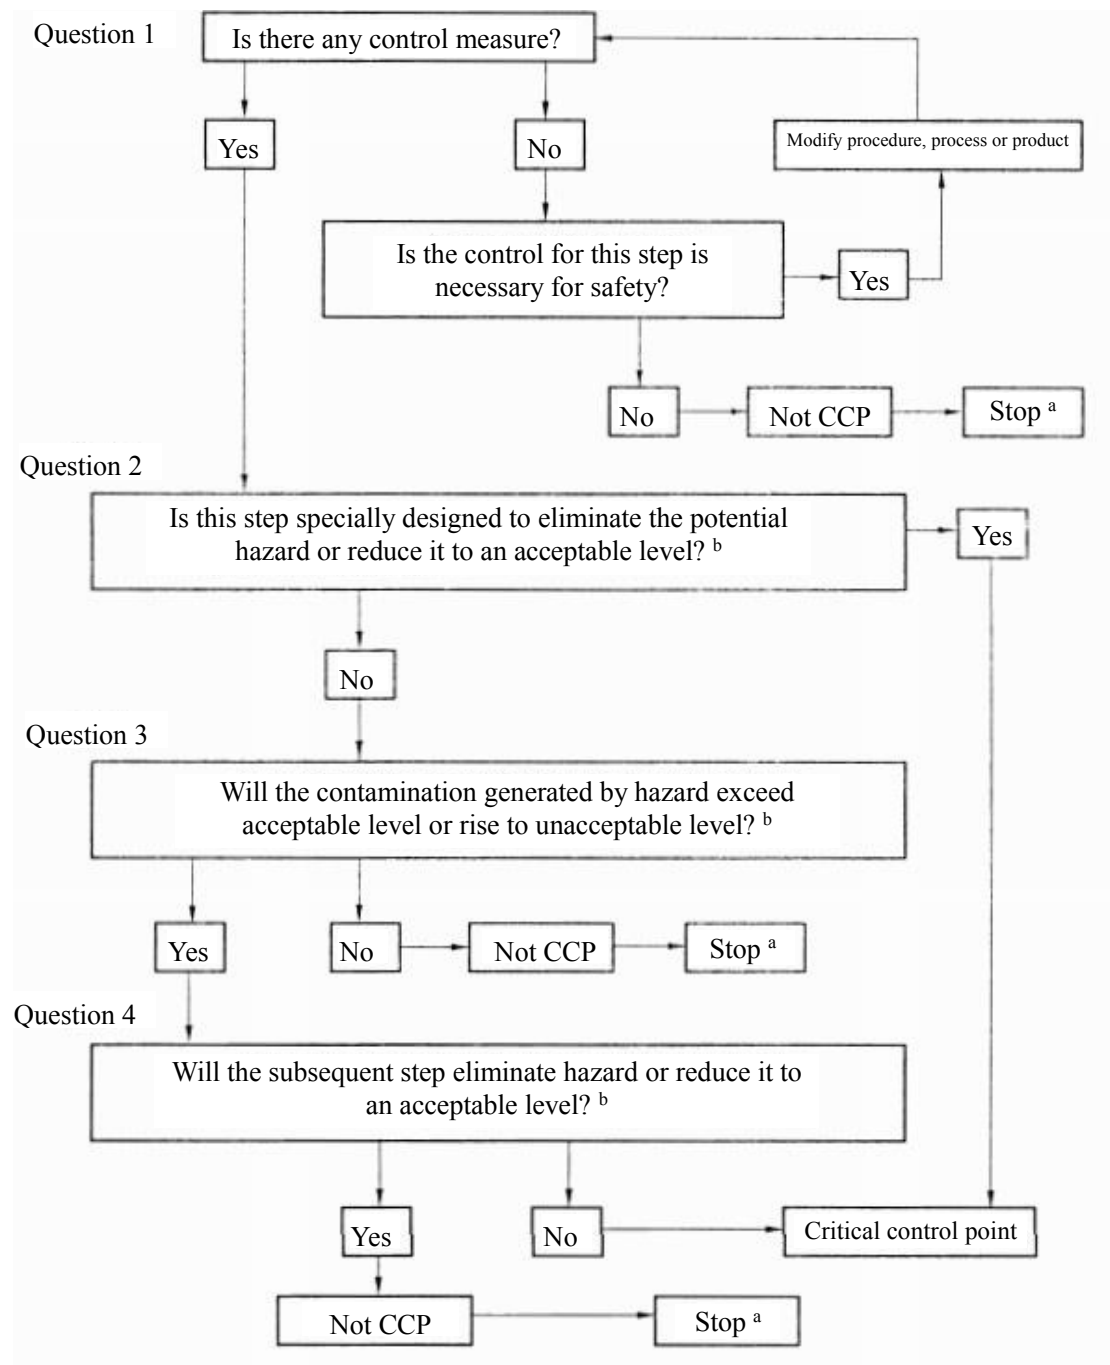 Question 1
Is there any control measure?
Yes
No
Modify procedure, process or product
Is the control for this step is
necessary for safety?
Yes
No
Not CCP
Stop a
Question 2
Is this step specially designed to eliminate the potential
hazard or reduce it to an acceptable level? b
Yes
No
Question 3
Will the contamination generated by hazard exceed
acceptable level or rise to unacceptable level? b
Yes
No
Not CCP
Stop a
Question 4
Will the subsequent step eliminate hazard or reduce it to
an acceptable level? b
Yes
No
Critical control point
Not CCP
Stop a